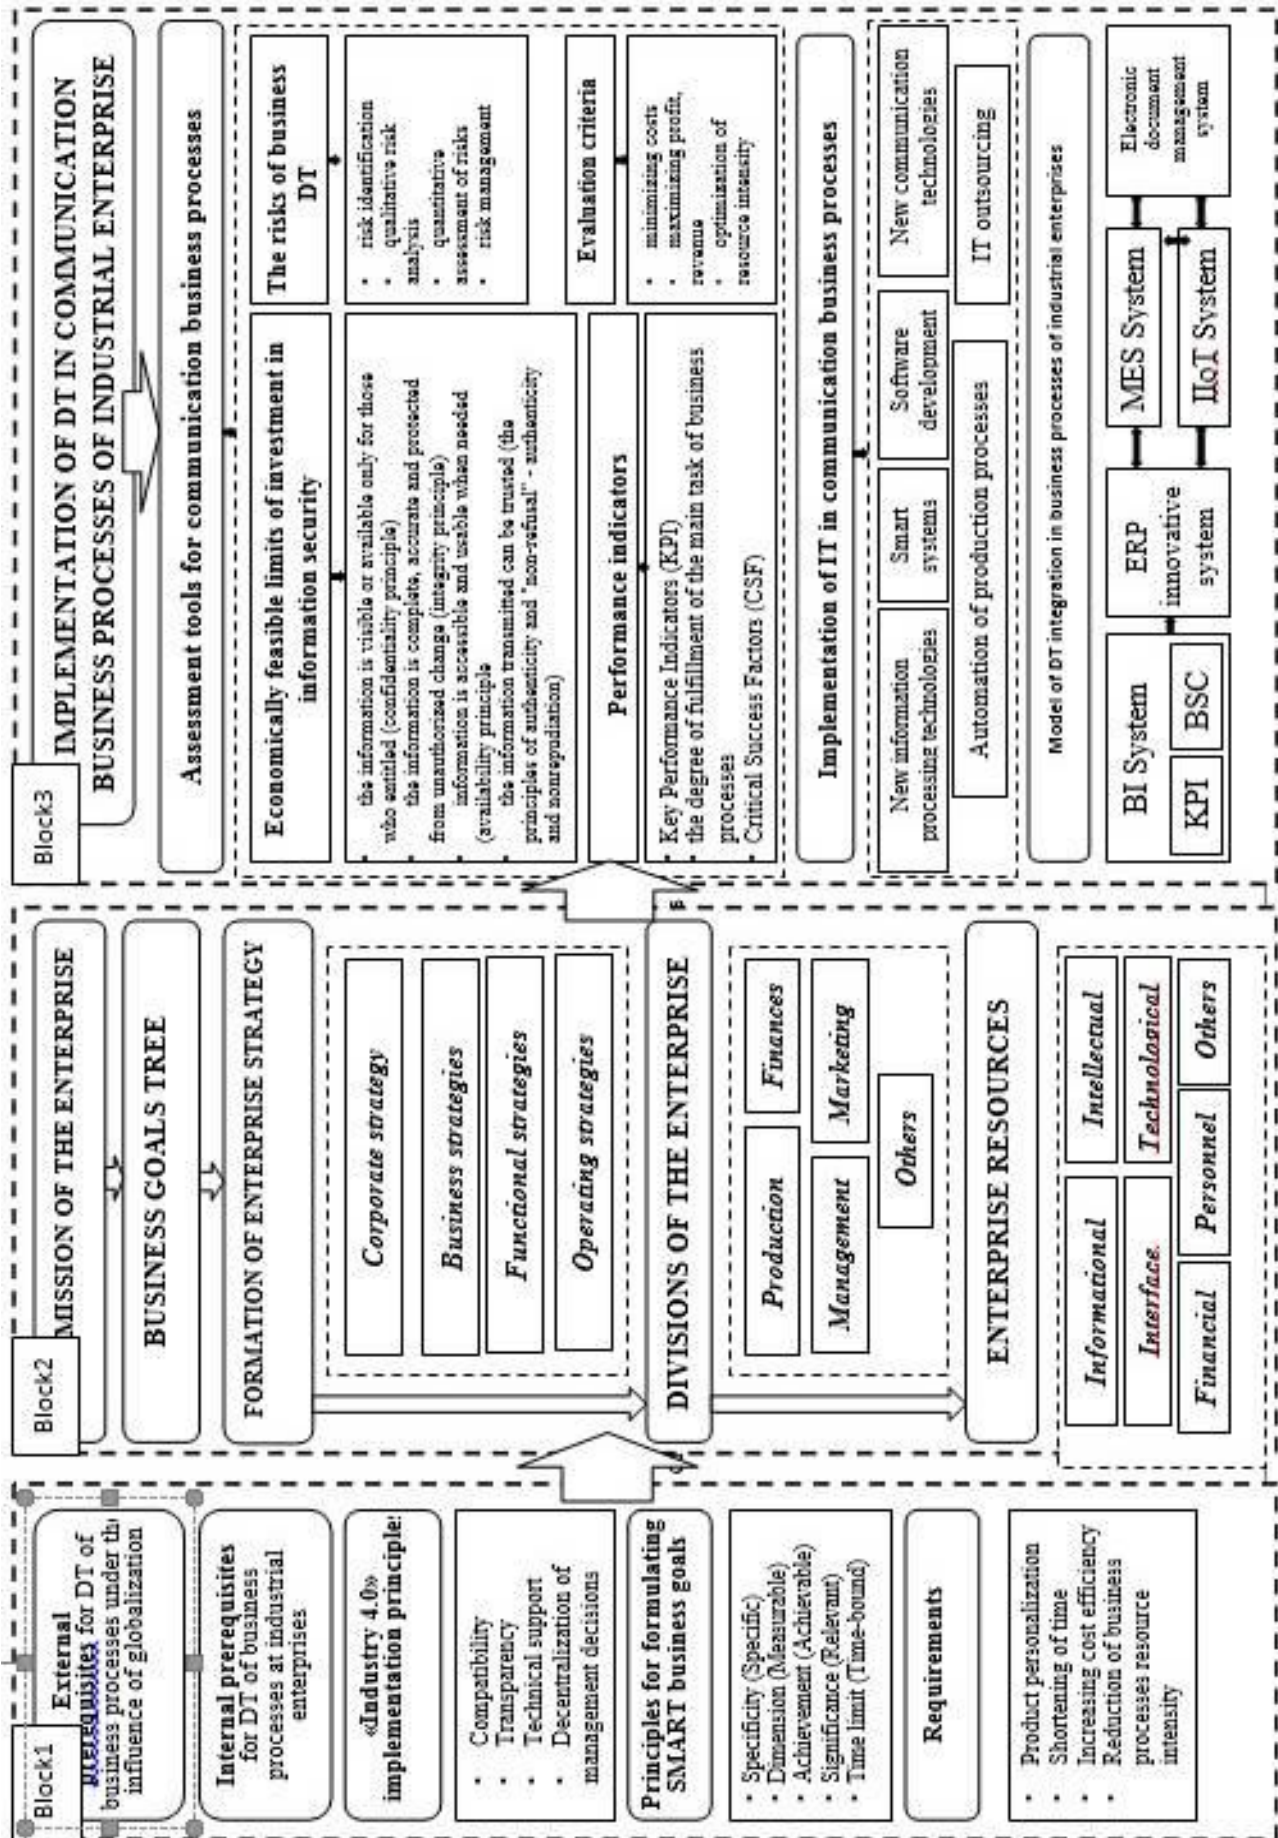 Block1
External
prerequisites for DT of
business processes under the
influence of globalization
Internal prerequisites
for DT of business
processes at industrial
enterprises
«Industry 4.0»
implementation principle:
• Compatibility
• Transparency
• Technical support
• Decentralization of
management decisions
Principles for formulating
SMART business goals
• Specificity (Specific)
• Dimension (Measurable)
• Achievement (Achievable)
• Significance (Relevant)
• Time limit (Time-bound)
Requirements
• Product personalization
• Shortening of time
• Increasing cost efficiency
• Reduction of business
processes resource
intensity
Block2
MISSION OF THE ENTERPRISE
BUSINESS GOALS TREE
FORMATION OF ENTERPRISE STRATEGY
Corporate strategy
Business strategies
Functional strategies
Operating strategies
s
DIVISIONS OF THE ENTERPRISE
Production
Finances
Management
Marketing
Others
ENTERPRISE RESOURCES
Informational
Intellectual
Interface
Technological
Financial
Personnel
Others
Block3
IMPLEMENTATION OF DT IN COMMUNICATION
BUSINESS PROCESSES OF INDUSTRIAL ENTERPRISE
Assessment tools for communication business processes
Economically feasible limits of investment in
information security
• the information is visible or available only for those
who entitled (confidentiality principle)
• the information is complete, accurate and protected
from unauthorized change (integrity principle)
• information is accessible and usable when needed
(availability principle
• the information transmitted can be trusted (the
principles of authenticity and "non-refusal" - authenticity
and nonrepudiation)
The risks of business
DT
• risk identification
• qualitative risk
analysis
• quantitative
assessment of risks
• risk management
Performance indicators
• Key Performance Indicators (KPI)
• the degree of fulfillment of the main task of business
processes
• Critical Success Factors (CSF)
Evaluation criteria
• minimizing costs
• maximizing profit,
revenue
• optimization of
resource intensity
Implementation of IT in communication business processes
New information
processing technologies
Smart
systems
Software
development
New communication
technologies
Automation of production processes
IT outsourcing
Model of DT integration in business processes of industrial enterprises
BI System
KPI
BSC
ERP
innovative
system
MES System
IIoT System
Electronic
document
management
system